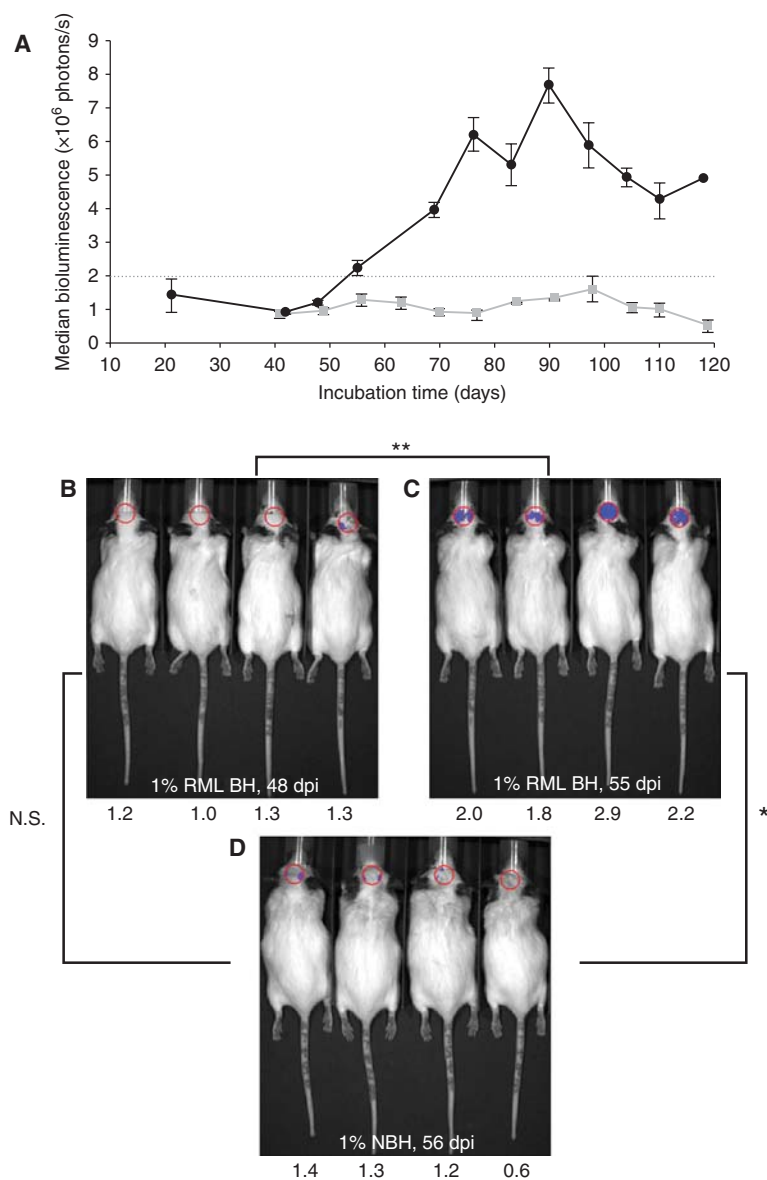 A
Median bioluminescence (×10⁶ photons/s)
9
8
7
6
5
4
3
2
1
0
10 20 30 40 50 60 70 80 90 100 110 120
Incubation time (days)
**
B
C
1% RML BH, 48 dpi
1% RML BH, 55 dpi
1.2 1.0 1.3 1.3
2.0 1.8 2.9 2.2
N.S.
*
D
1% NBH, 56 dpi
1.4 1.3 1.2 0.6